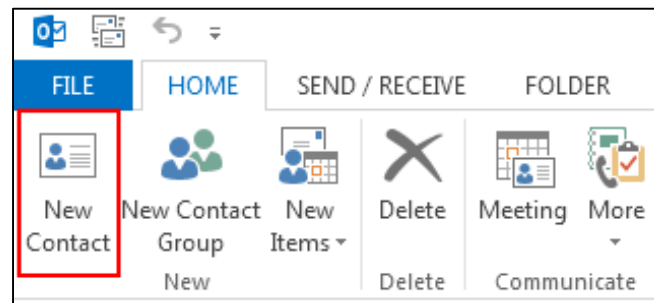 FILE HOME SEND / RECEIVE FOLDER
New Contact
New Contact Group
New Items
Delete
Meeting
More
New Delete Communicate